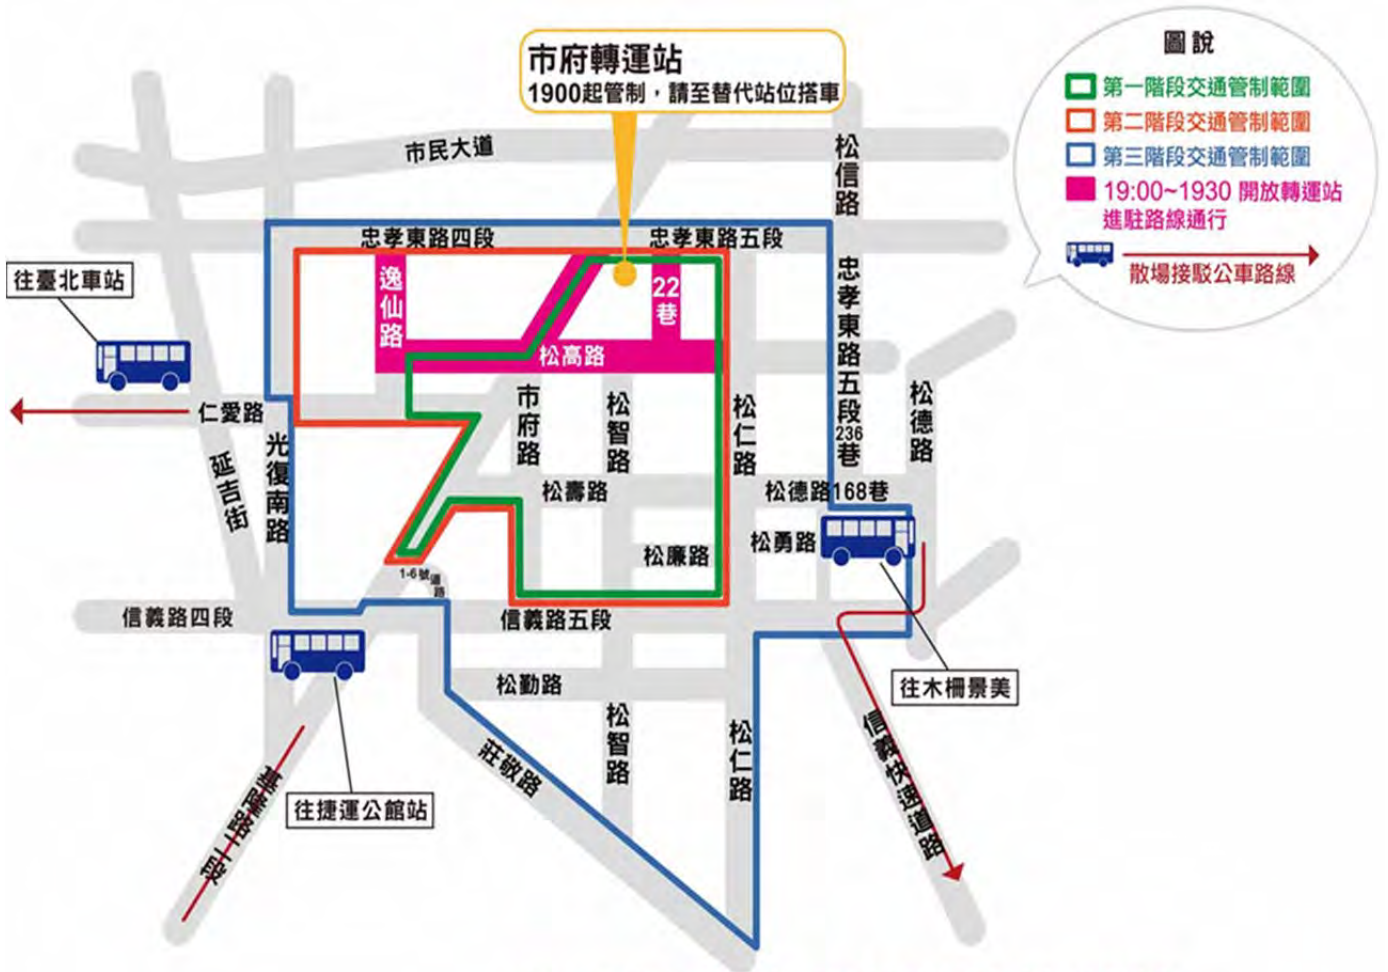 市府轉運站
1900起管制，請至替代站位搭車
圖說
第一階段交通管制範圍
第二階段交通管制範圍
第三階段交通管制範圍
19:00~1930 開放轉運站
進駐路線通行
散場接駁公車路線
市民大道
松信路
忠孝東路四段
忠孝東路五段
往臺北車站
逸仙路
22巷
忠孝東路五段236巷
松高路
仁愛路
市府路
松智路
松仁路
松德路
延吉街
光復南路
松壽路
松德路168巷
松廉路
松勇路
1-6號道路
信義路四段
信義路五段
松勤路
往木柵景美
松智路
松仁路
莊敬路
信義快速道路
往捷運公館站
基隆路二段